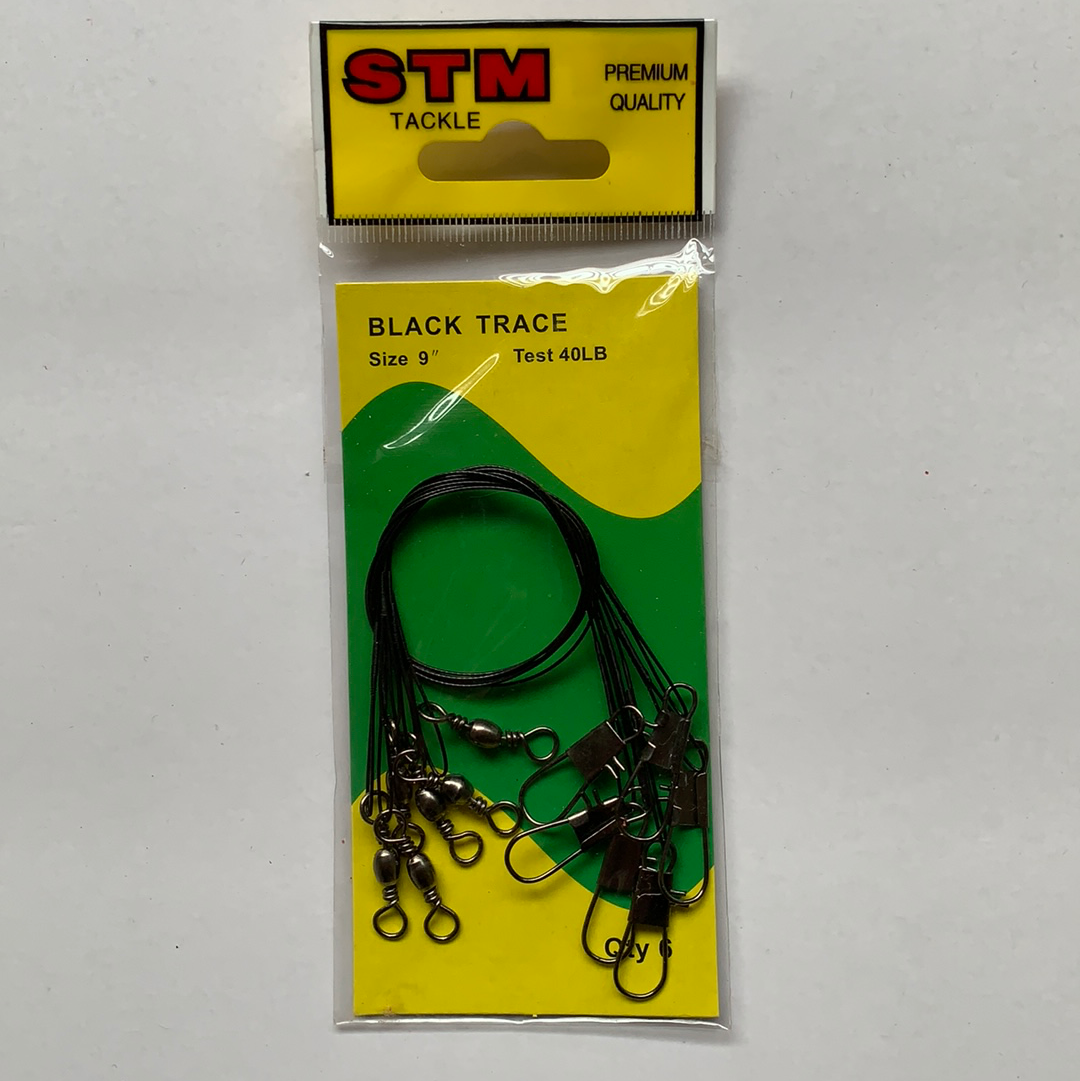 STM
TACKLE
PREMIUM
QUALITY
BLACK TRACE
Size 9" Test 40LB
Qty 6